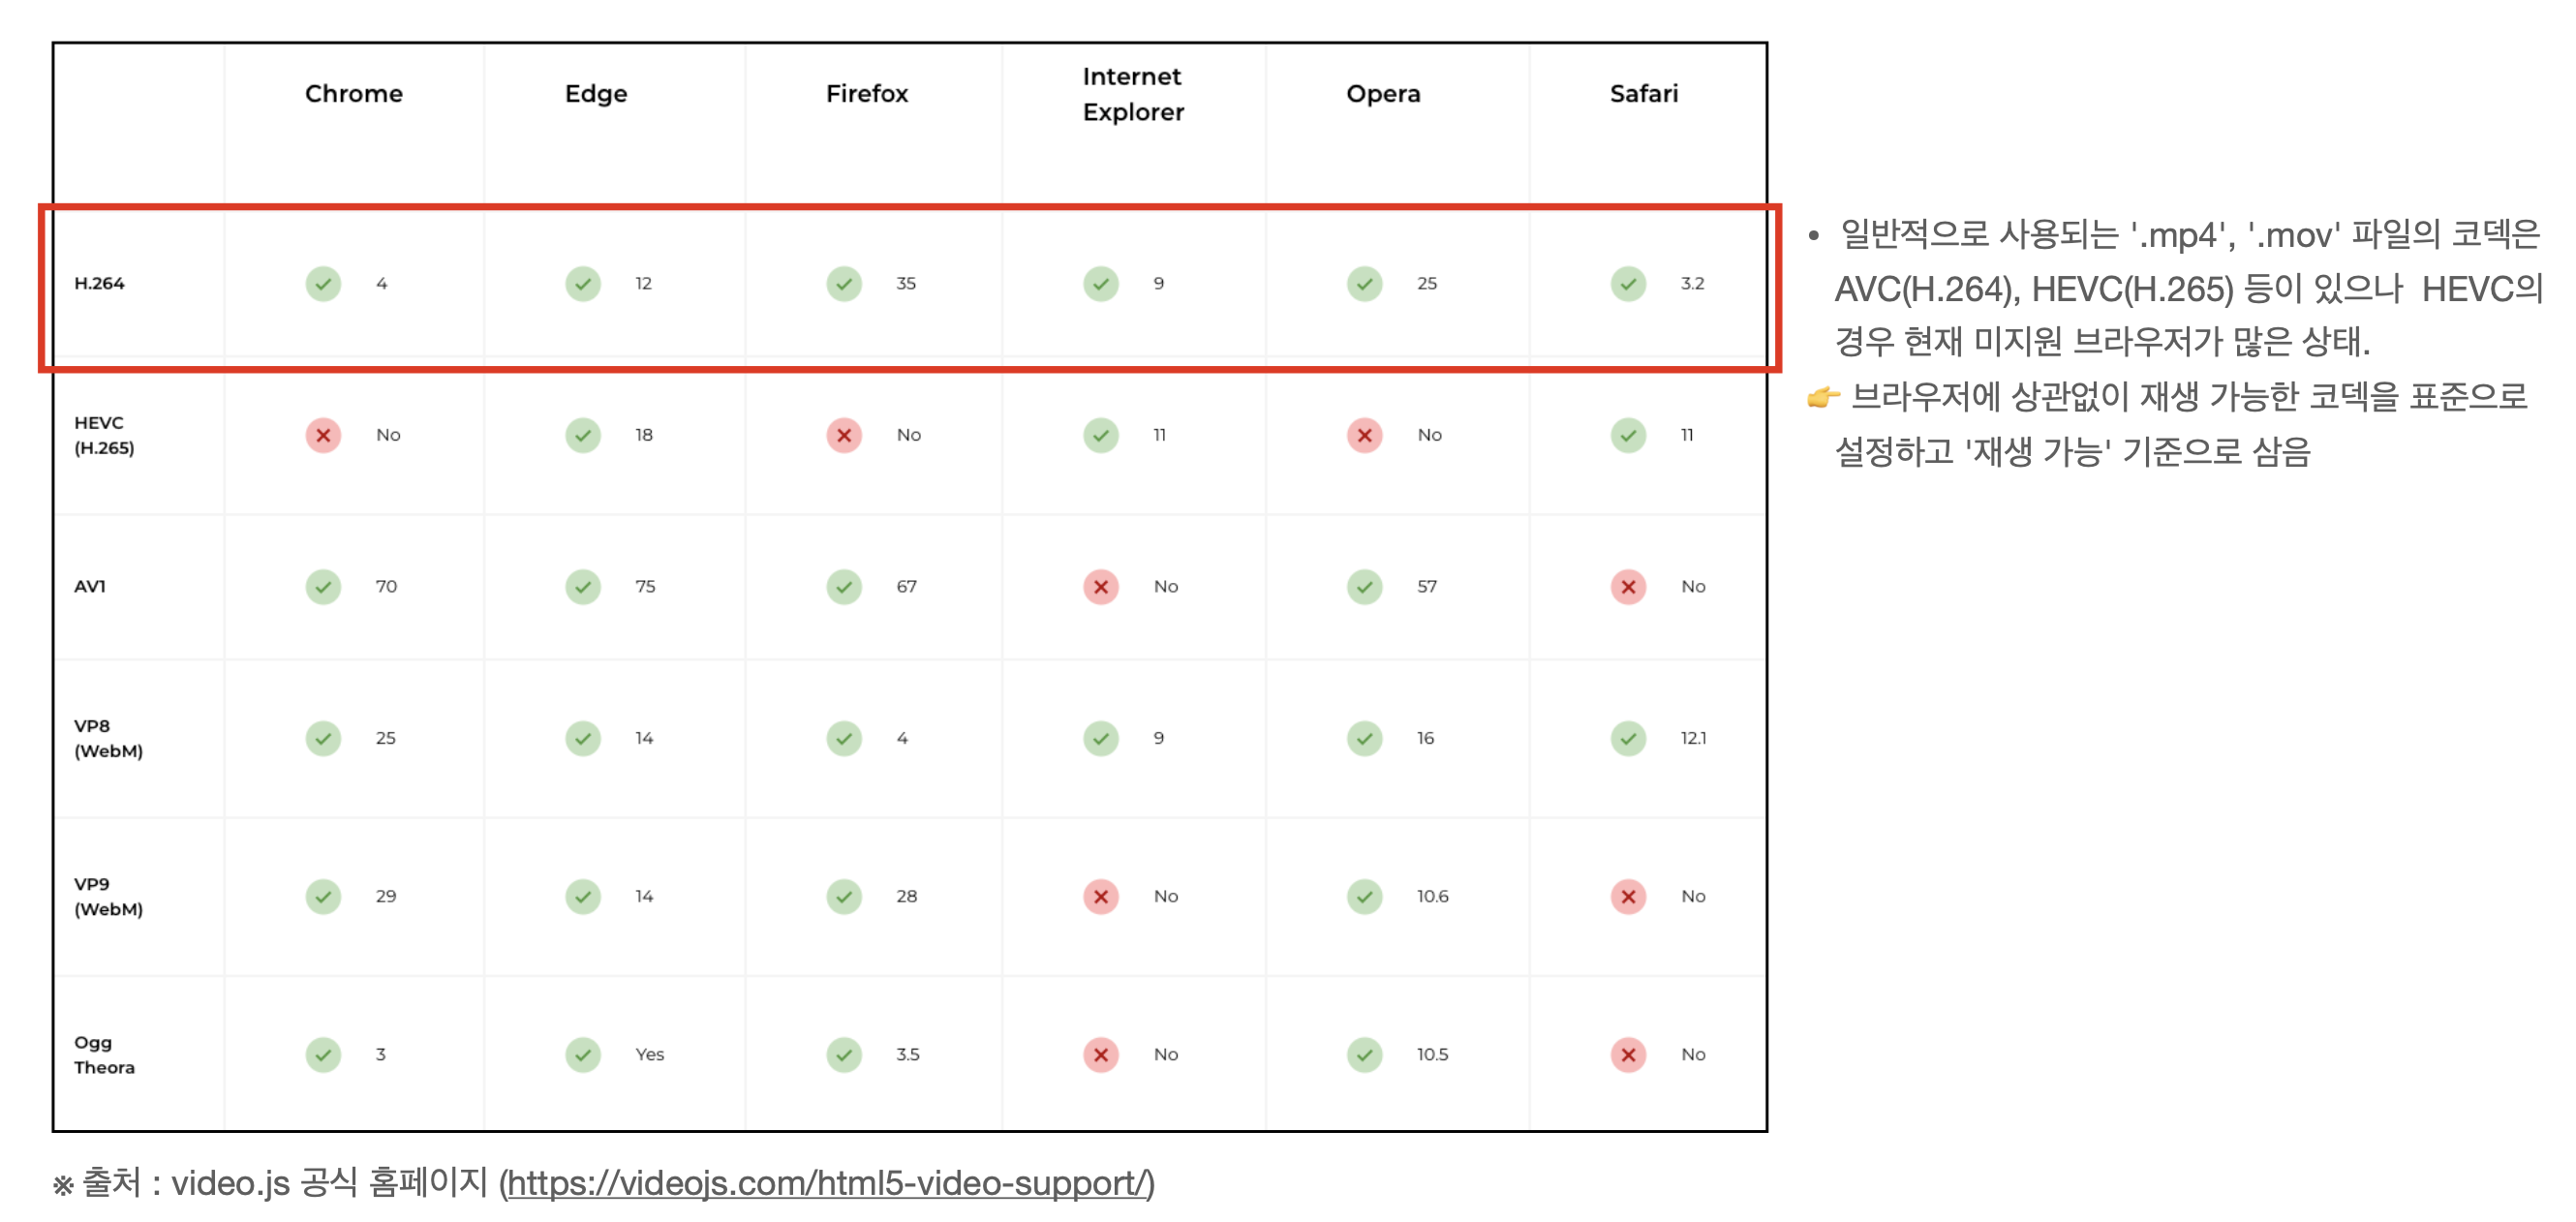 Chrome Edge Firefox Internet Explorer Opera Safari
H.264 4 12 35 9 25 3.2
HEVC (H.265) No 18 No 11 No 11
AV1 70 75 67 No 57 No
VP8 (WebM) 25 14 4 9 16 12.1
VP9 (WebM) 29 14 28 No 10.6 No
Ogg Theora 3 Yes 3.5 No 10.5 No
• 일반적으로 사용되는 '.mp4', '.mov' 파일의 코덱은
AVC(H.264), HEVC(H.265) 등이 있으나 HEVC의
경우 현재 미지원 브라우저가 많은 상태.
👉 브라우저에 상관없이 재생 가능한 코덱을 표준으로
설정하고 '재생 가능' 기준으로 삼음
※ 출처 : video.js 공식 홈페이지 (https://videojs.com/html5-video-support/)